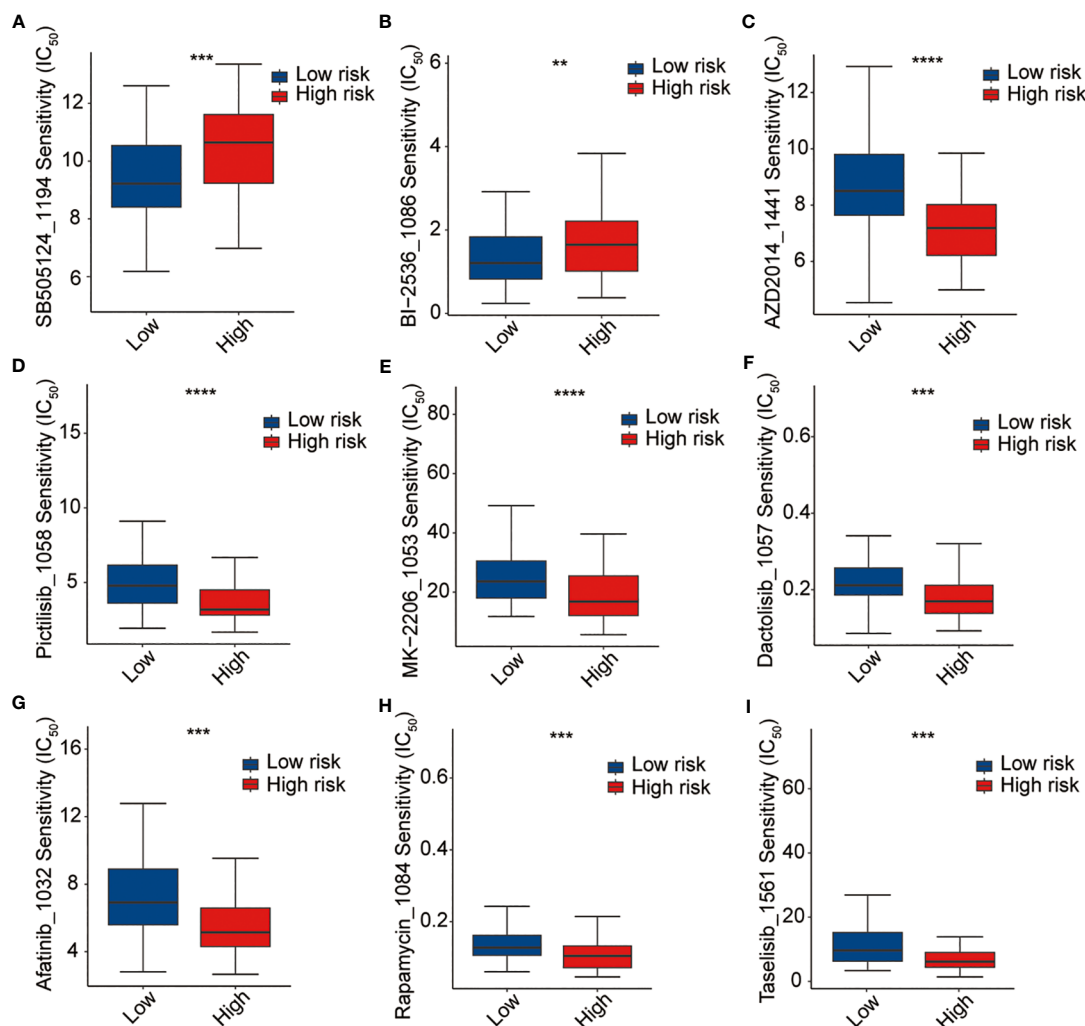 A
SB505124_1194 Sensitivity (IC50)
12
10
8
6
***
Low risk
High risk
Low
High
B
BI−2536_1086 Sensitivity (IC50)
6
4
2
0
**
Low risk
High risk
Low
High
C
AZD2014_1441 Sensitivity (IC50)
12
10
8
6
****
Low risk
High risk
Low
High
D
Pictilisib_1058 Sensitivity (IC50)
15
10
5
****
Low risk
High risk
Low
High
E
MK−2206_1053 Sensitivity (IC50)
80
60
40
20
****
Low risk
High risk
Low
High
F
Dactolisib_1057 Sensitivity (IC50)
0.6
0.4
0.2
***
Low risk
High risk
Low
High
G
Afatinib_1032 Sensitivity (IC50)
16
12
8
4
***
Low risk
High risk
Low
High
H
Rapamycin_1084 Sensitivity (IC50)
0.6
0.4
0.2
***
Low risk
High risk
Low
High
I
Taselisib_1561 Sensitivity (IC50)
60
40
20
0
***
Low risk
High risk
Low
High